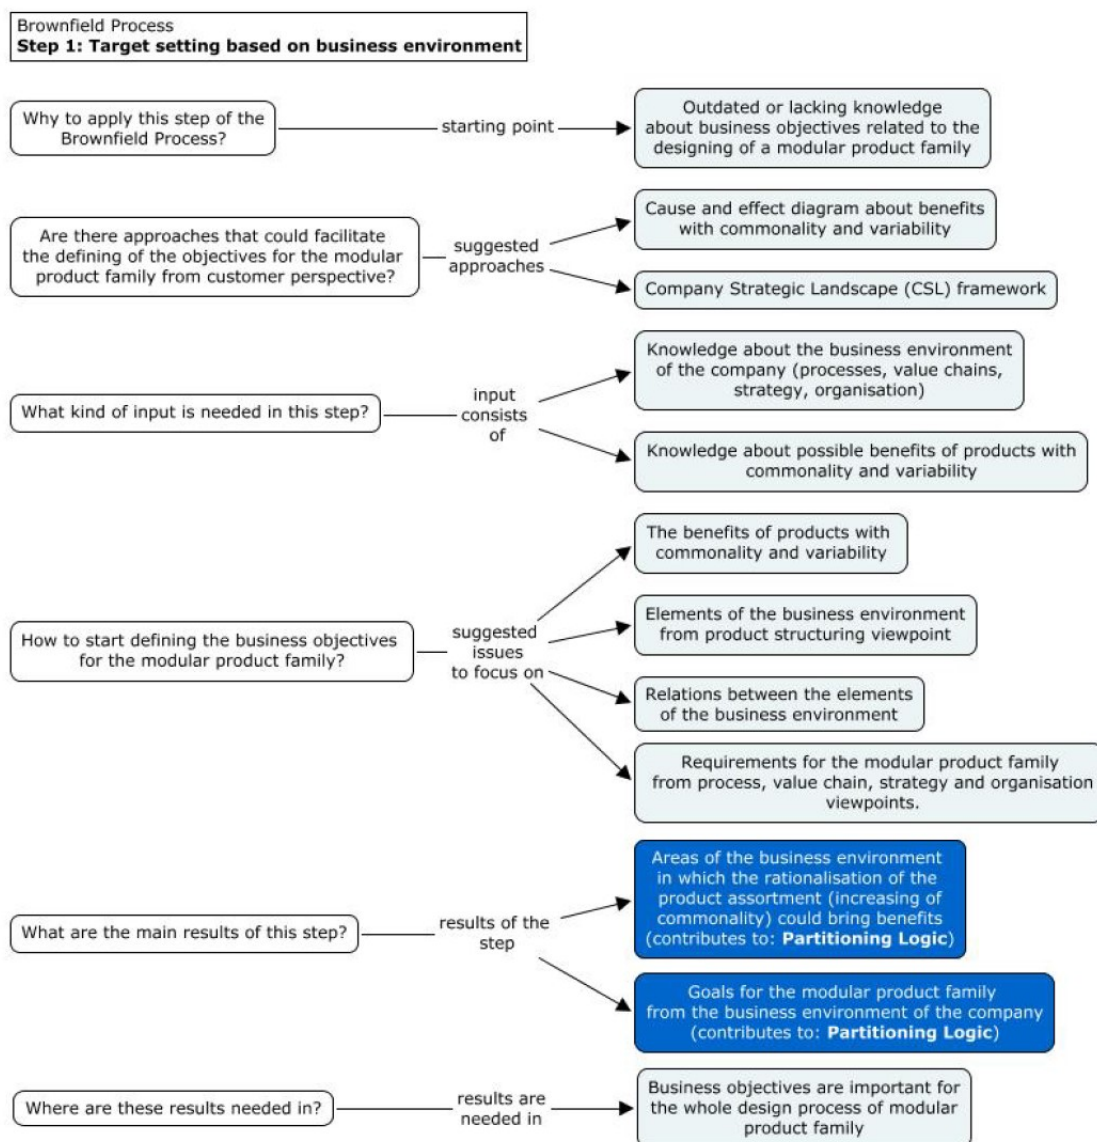 Brownfield Process
Step 1: Target setting based on business environment
Why to apply this step of the
Brownfield Process?
starting point
Outdated or lacking knowledge
about business objectives related to the
designing of a modular product family
Are there approaches that could facilitate
the defining of the objectives for the modular
product family from customer perspective?
suggested
approaches
Cause and effect diagram about benefits
with commonality and variability
Company Strategic Landscape (CSL) framework
What kind of input is needed in this step?
input
consists
of
Knowledge about the business environment
of the company (processes, value chains,
strategy, organisation)
Knowledge about possible benefits of products with
commonality and variability
How to start defining the business objectives
for the modular product family?
suggested
issues
to focus on
The benefits of products with
commonality and variability
Elements of the business environment
from product structuring viewpoint
Relations between the elements
of the business environment
Requirements for the modular product family
from process, value chain, strategy and organisation
viewpoints.
What are the main results of this step?
results of the
step
Areas of the business environment
in which the rationalisation of the
product assortment (increasing of
commonality) could bring benefits
(contributes to: Partitioning Logic)
Goals for the modular product family
from the business environment of the company
(contributes to: Partitioning Logic)
Where are these results needed in?
results are
needed in
Business objectives are important for
the whole design process of modular
product family